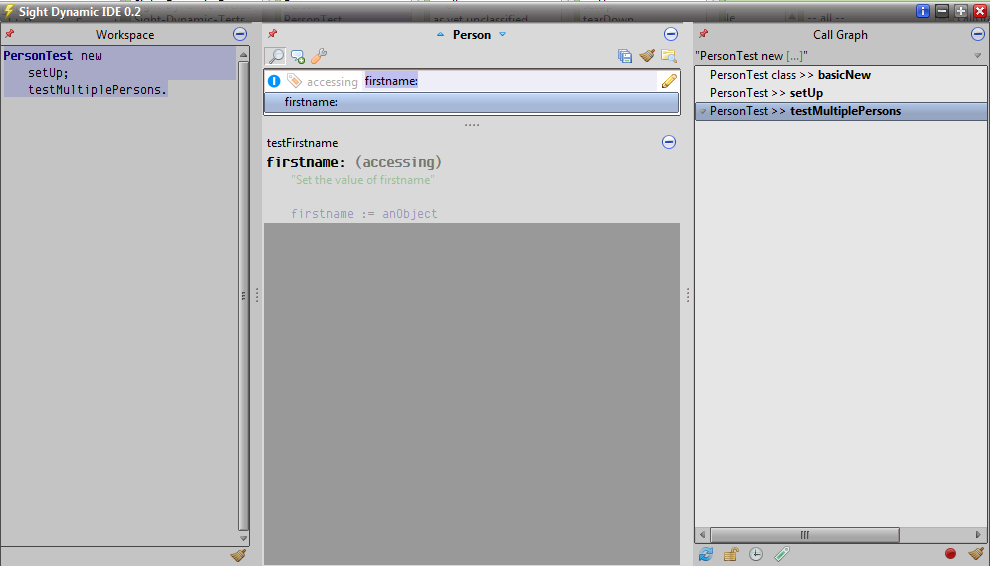 Sight Dynamic IDE 0.2
Workspace
PersonTest new
setUp;
testMultiplePersons.
Person
accessing firstname:
firstname:
testFirstname
firstname: (accessing)
"Set the value of firstname"
firstname := anObject
Call Graph
"PersonTest new [...]"
PersonTest class >> basicNew
PersonTest >> setUp
PersonTest >> testMultiplePersons